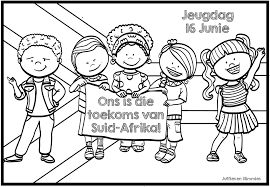 Jeugdag
16 Junie
Ons is die
toekoms van
Suid-Afrika!